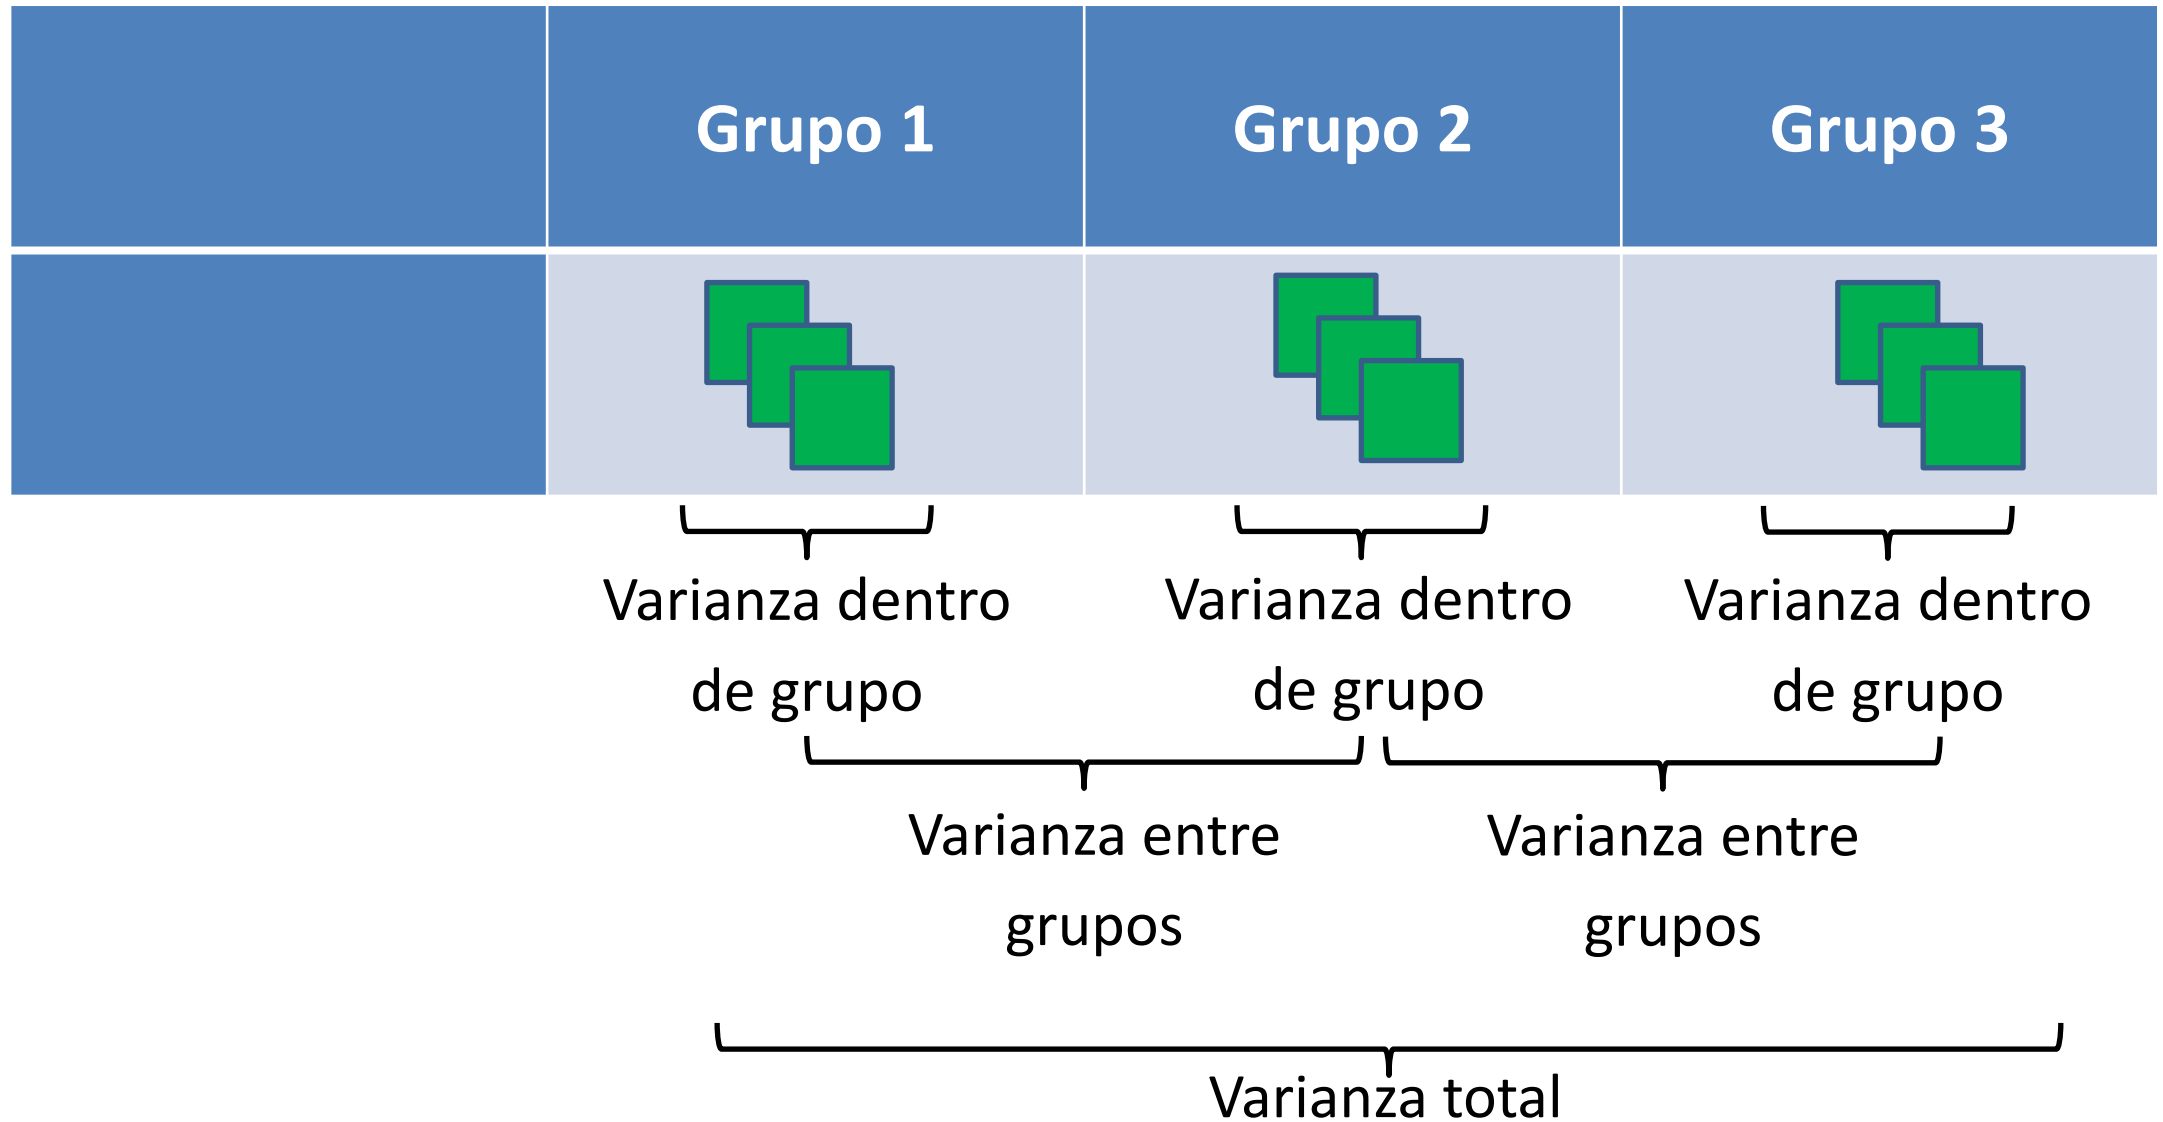 Grupo 1 Grupo 2 Grupo 3
Varianza dentro Varianza dentro Varianza dentro
de grupo de grupo de grupo
Varianza entre Varianza entre
grupos grupos
Varianza total